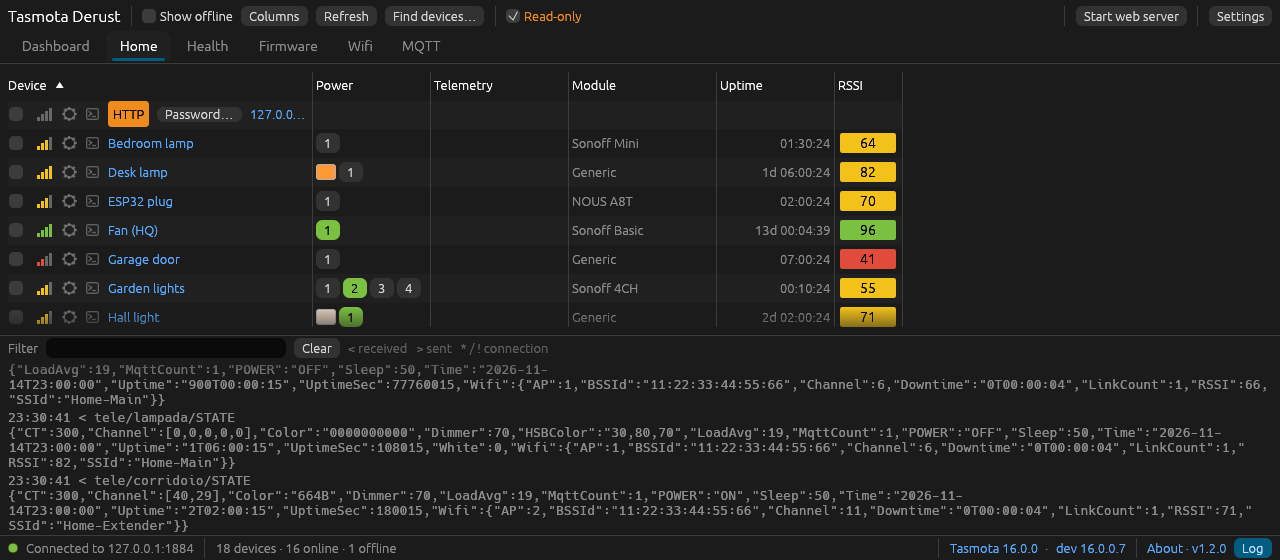 Tasmota Derust Show offline Columns Refresh Find devices… Read-only Start web server Settings
Dashboard Home Health Firmware Wifi MQTT
Device ▲ Power Telemetry Module Uptime RSSI
HTTP Password… 127.0.0…
Bedroom lamp 1 Sonoff Mini 01:30:24 64
Desk lamp 1 Generic 1d 06:00:24 82
ESP32 plug 1 NOUS A8T 02:00:24 70
Fan (HQ) 1 Sonoff Basic 13d 00:04:39 96
Garage door 1 Generic 07:00:24 41
Garden lights 1 2 3 4 Sonoff 4CH 00:10:24 55
Hall light 1 Generic 2d 02:00:24 71
Filter Clear < received > sent * / ! connection
{"LoadAvg":19,"MqttCount":1,"POWER":"OFF","Sleep":50,"Time":"2026-11-
14T23:00:00","Uptime":"900T00:00:15","UptimeSec":77760015,"Wifi":{"AP":1,"BSSId":"11:22:33:44:55:66","Channel":6,"Downtime":"0T00:00:04","LinkCount":1,"RSSI":66,
"SSId":"Home-Main"}}
23:30:41 < tele/lampada/STATE
{"CT":300,"Channel":[0,0,0,0,0],"Color":"0000000000","Dimmer":70,"HSBColor":"30,80,70","LoadAvg":19,"MqttCount":1,"POWER":"OFF","Sleep":50,"Time":"2026-11-
14T23:00:00","Uptime":"1T06:00:15","UptimeSec":108015,"White":0,"Wifi":{"AP":1,"BSSId":"11:22:33:44:55:66","Channel":6,"Downtime":"0T00:00:04","LinkCount":1,"
RSSI":82,"SSId":"Home-Main"}}
23:30:41 < tele/corridoio/STATE
{"CT":300,"Channel":[40,29],"Color":"664B","Dimmer":70,"LoadAvg":19,"MqttCount":1,"POWER":"ON","Sleep":50,"Time":"2026-11-
14T23:00:00","Uptime":"2T02:00:15","UptimeSec":180015,"Wifi":{"AP":2,"BSSId":"11:22:33:44:55:66","Channel":11,"Downtime":"0T00:00:04","LinkCount":1,"RSSI":71,"
SSId":"Home-Extender"}}
Connected to 127.0.0.1:1884 18 devices · 16 online · 1 offline Tasmota 16.0.0 · dev 16.0.0.7 About · v1.2.0 Log